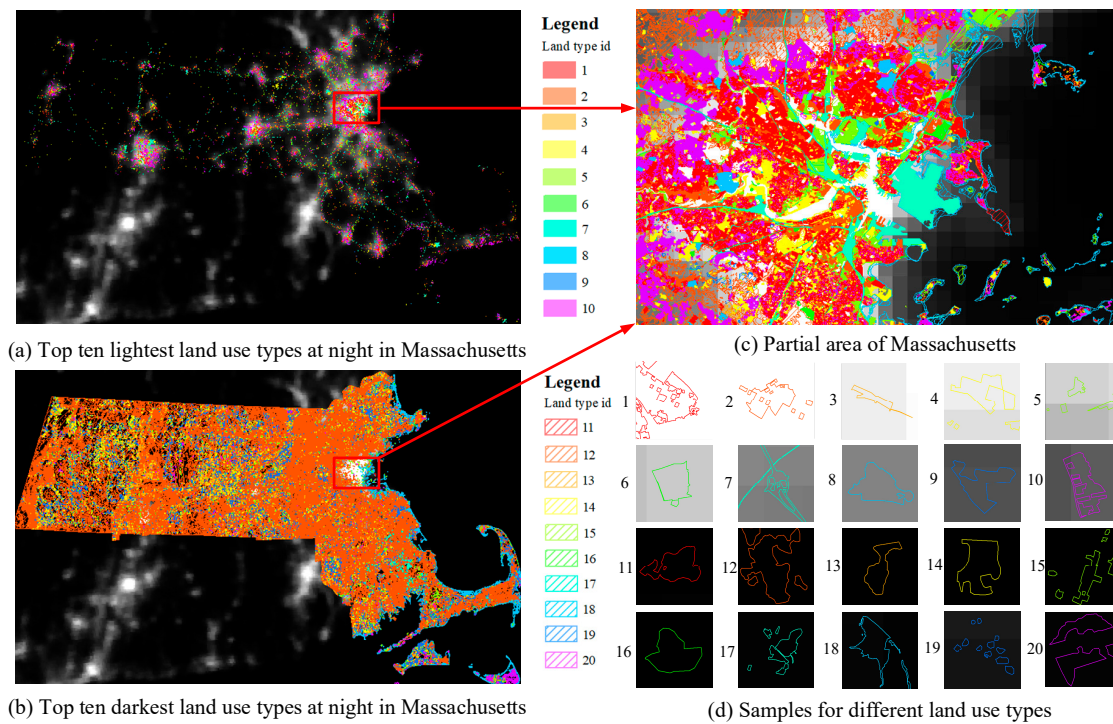 Legend
Land type id
1
2
3
4
5
6
7
8
9
10
(a) Top ten lightest land use types at night in Massachusetts
(c) Partial area of Massachusetts
Legend
Land type id
11
12
13
14
15
16
17
18
19
20
(b) Top ten darkest land use types at night in Massachusetts
1 2 3 4 5
6 7 8 9 10
11 12 13 14 15
16 17 18 19 20
(d) Samples for different land use types